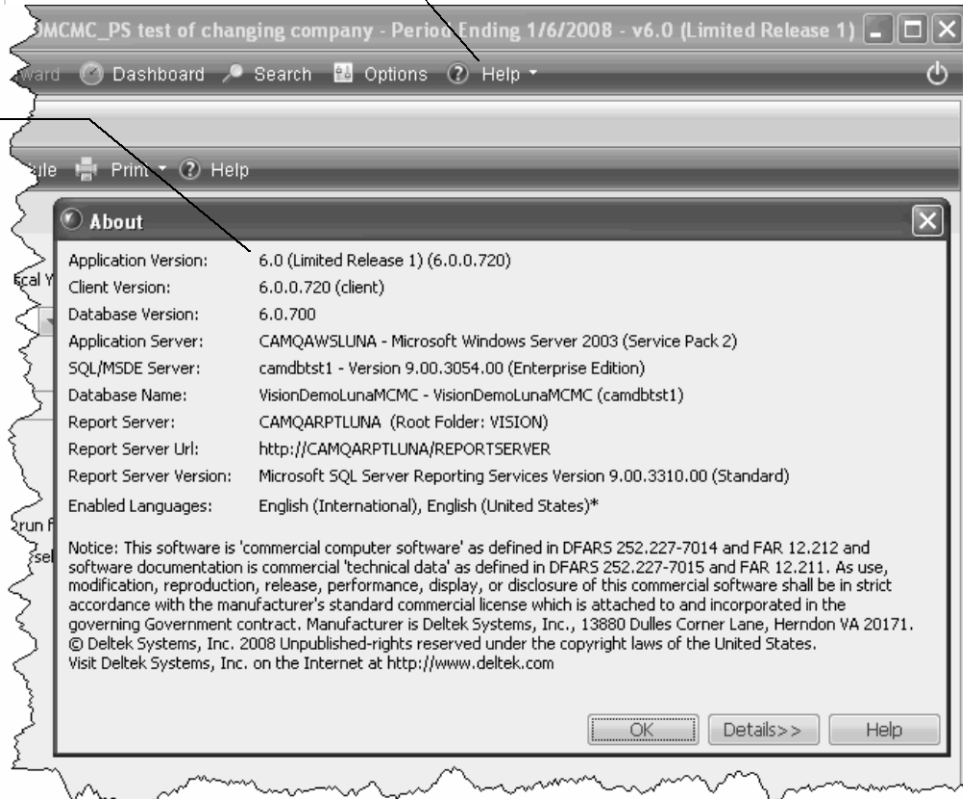 MCMC_PS test of changing company - Period Ending 1/6/2008 - v6.0 (Limited Release 1)
ward Dashboard Search Options Help
ule Print Help
About
Application Version: 6.0 (Limited Release 1) (6.0.0.720)
Client Version: 6.0.0.720 (client)
Database Version: 6.0.700
Application Server: CAMQAWSLUNA - Microsoft Windows Server 2003 (Service Pack 2)
SQL/MSDE Server: camdbtst1 - Version 9.00.3054.00 (Enterprise Edition)
Database Name: VisionDemoLunaMCMC - VisionDemoLunaMCMC (camdbtst1)
Report Server: CAMQARPTLUNA (Root Folder: VISION)
Report Server Url: http://CAMQARPTLUNA/REPORTSERVER
Report Server Version: Microsoft SQL Server Reporting Services Version 9.00.3310.00 (Standard)
Enabled Languages: English (International), English (United States)*
Notice: This software is 'commercial computer software' as defined in DFARS 252.227-7014 and FAR 12.212 and
software documentation is commercial 'technical data' as defined in DFARS 252.227-7015 and FAR 12.211. As use,
modification, reproduction, release, performance, display, or disclosure of this commercial software shall be in strict
accordance with the manufacturer's standard commercial license which is attached to and incorporated in the
governing Government contract. Manufacturer is Deltek Systems, Inc., 13880 Dulles Corner Lane, Herndon VA 20171.
© Deltek Systems, Inc. 2008 Unpublished-rights reserved under the copyright laws of the United States.
Visit Deltek Systems, Inc. on the Internet at http://www.deltek.com
OK Details>> Help